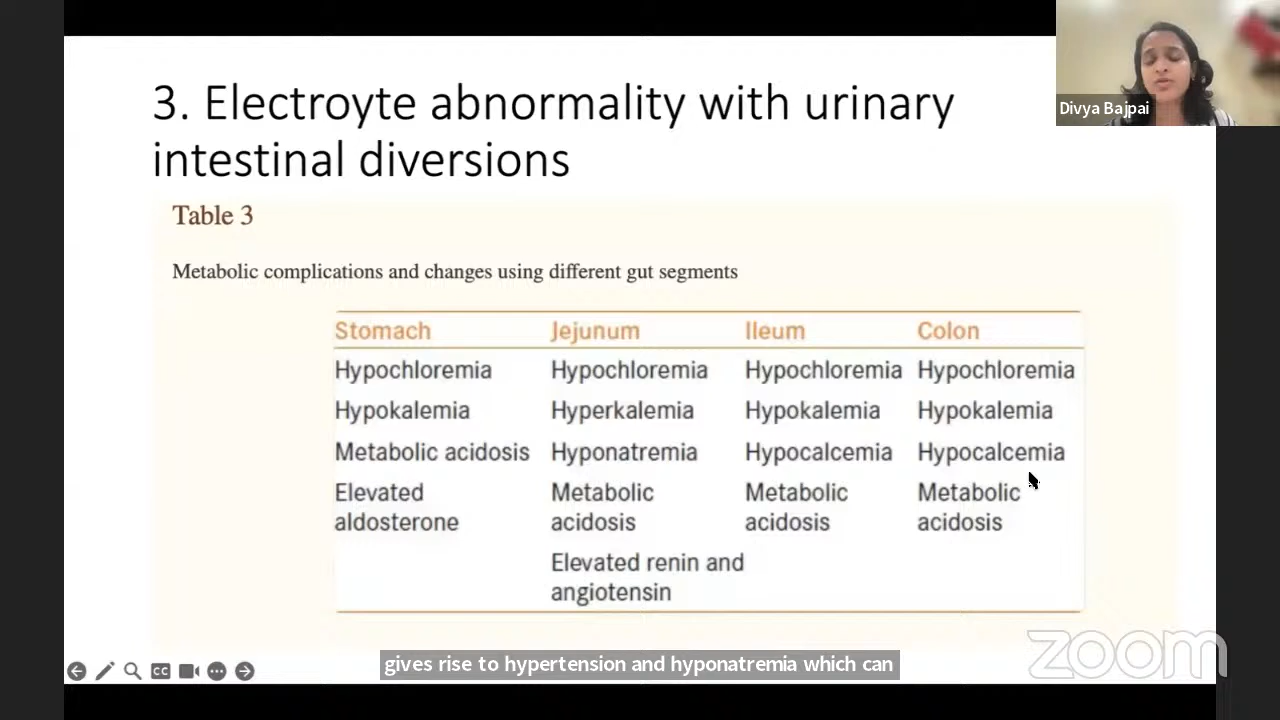 3. Electroyte abnormality with urinary
intestinal diversions
Divya Bajpai
Table 3
Metabolic complications and changes using different gut segments
Stomach Jejunum Ileum Colon
Hypochloremia Hypochloremia Hypochloremia Hypochloremia
Hypokalemia Hyperkalemia Hypokalemia Hypokalemia
Metabolic acidosis Hyponatremia Hypocalcemia Hypocalcemia
Elevated Metabolic Metabolic Metabolic
aldosterone acidosis acidosis acidosis
Elevated renin and
angiotensin
CC
gives rise to hypertension and hyponatremia which can
zoom